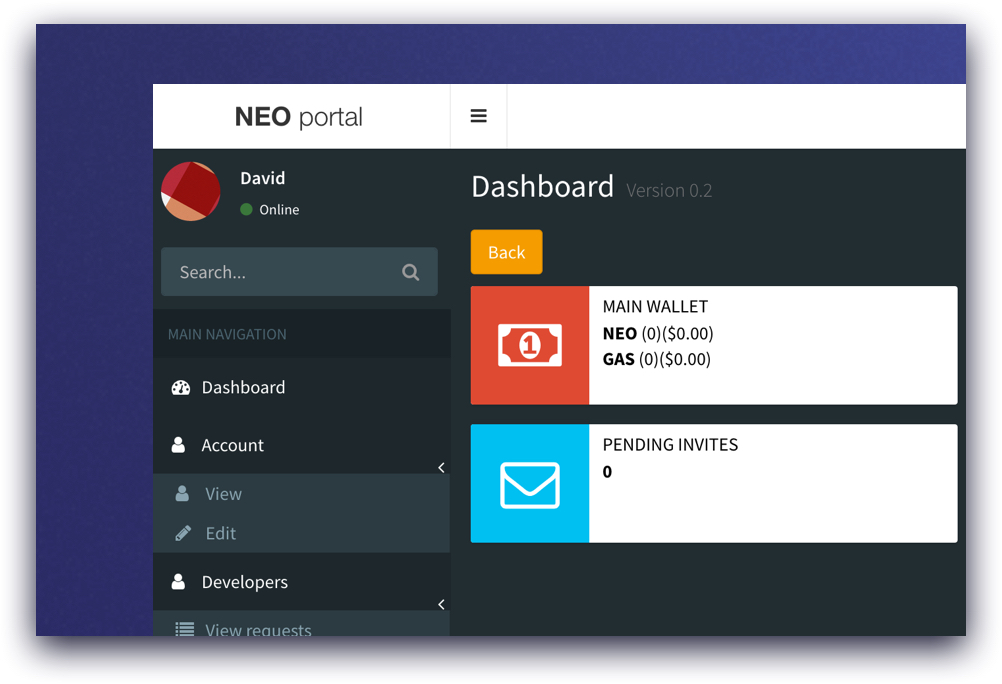 NEO portal
David
Online
Search...
MAIN NAVIGATION
Dashboard
Account
View
Edit
Developers
View requests
Dashboard Version 0.2
Back
MAIN WALLET
NEO (0)($0.00)
GAS (0)($0.00)
PENDING INVITES
0